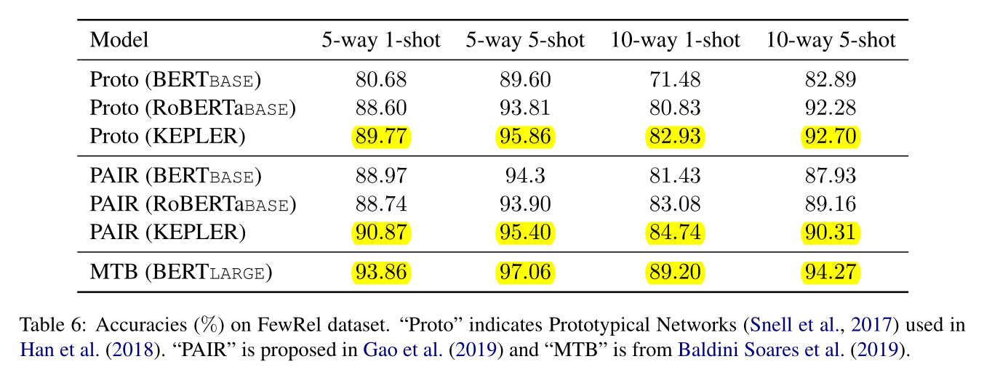 Model 5-way 1-shot 5-way 5-shot 10-way 1-shot 10-way 5-shot
Proto (BERTBASE) 80.68 89.60 71.48 82.89
Proto (RoBERTaBASE) 88.60 93.81 80.83 92.28
Proto (KEPLER) 89.77 95.86 82.93 92.70
PAIR (BERTBASE) 88.97 94.3 81.43 87.93
PAIR (RoBERTaBASE) 88.74 93.90 83.08 89.16
PAIR (KEPLER) 90.87 95.40 84.74 90.31
MTB (BERTLARGE) 93.86 97.06 89.20 94.27
Table 6: Accuracies (%) on FewRel dataset. “Proto” indicates Prototypical Networks (Snell et al., 2017) used in
Han et al. (2018). “PAIR” is proposed in Gao et al. (2019) and “MTB” is from Baldini Soares et al. (2019).